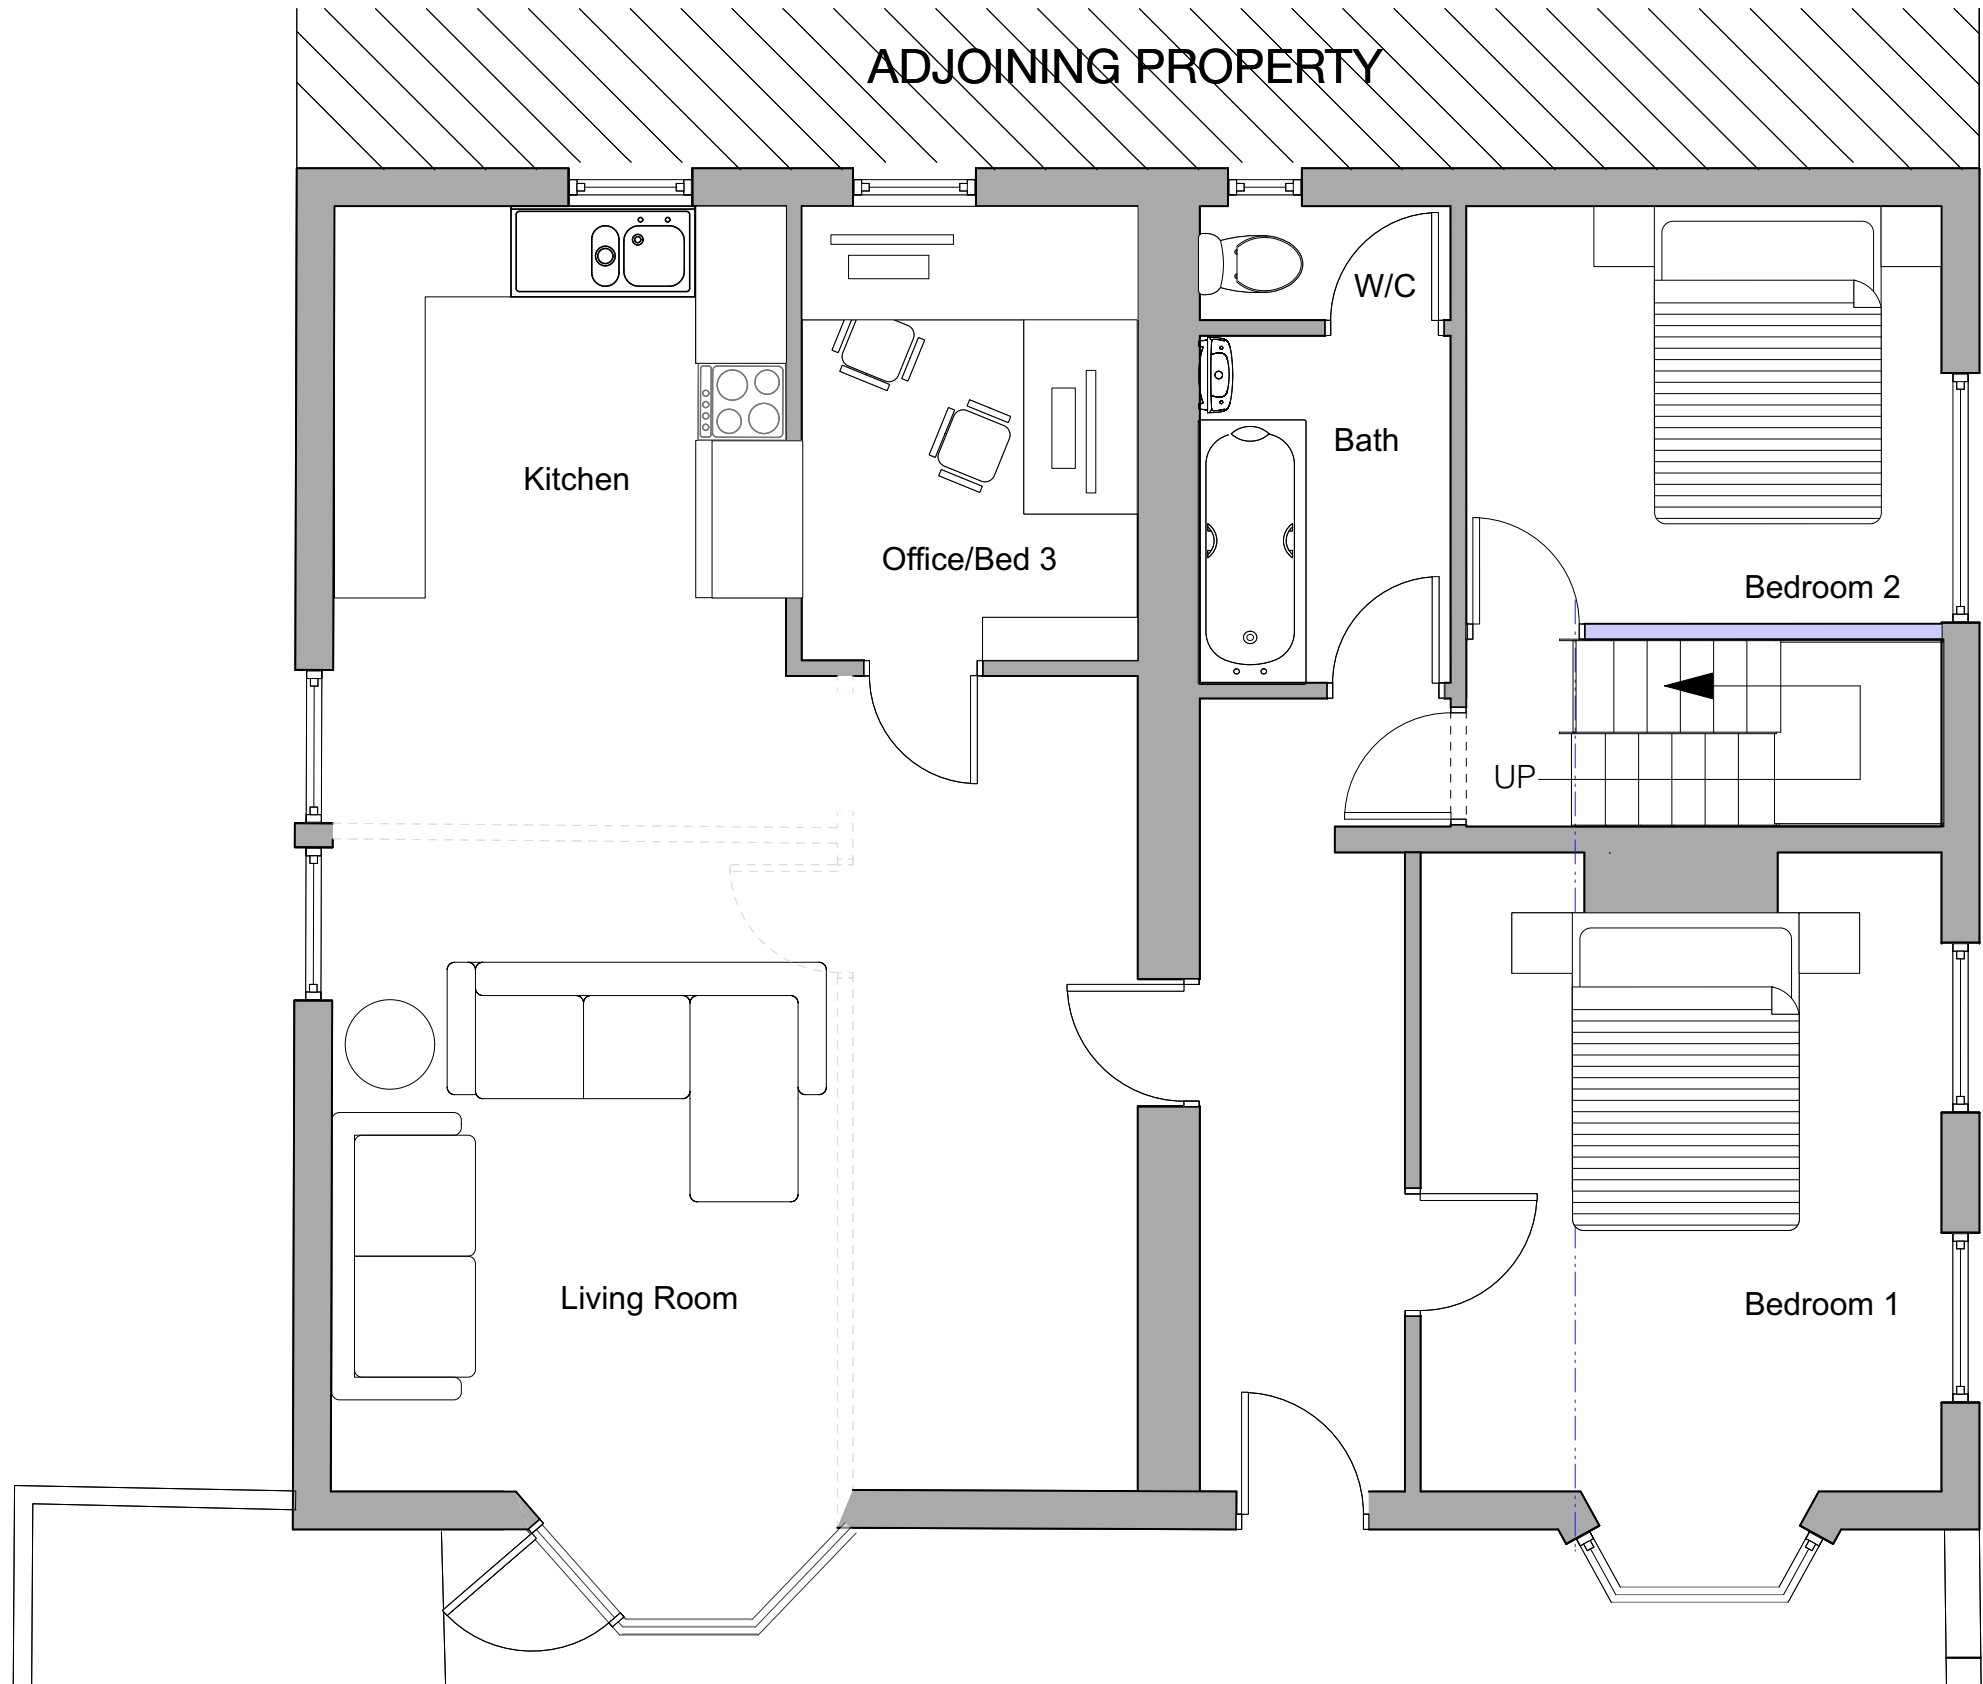 ADJOINING PROPERTY
W/C
Bath
Kitchen
Office/Bed 3
Bedroom 2
UP
Living Room
Bedroom 1